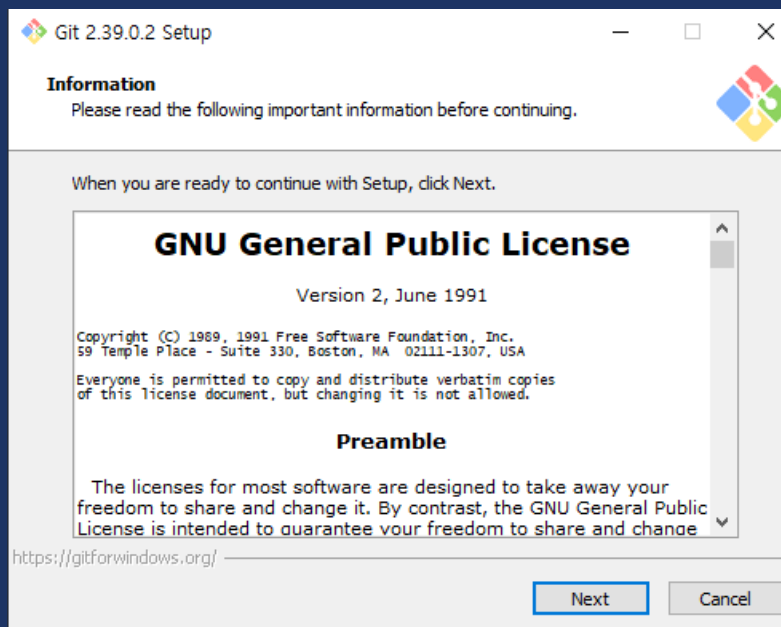 Git 2.39.0.2 Setup
Information
Please read the following important information before continuing.
When you are ready to continue with Setup, click Next.
GNU General Public License
Version 2, June 1991
Copyright (C) 1989, 1991 Free Software Foundation, Inc.
59 Temple Place - Suite 330, Boston, MA  02111-1307, USA
Everyone is permitted to copy and distribute verbatim copies
of this license document, but changing it is not allowed.
Preamble
The licenses for most software are designed to take away your
freedom to share and change it. By contrast, the GNU General Public
License is intended to guarantee your freedom to share and change
https://gitforwindows.org/
Next
Cancel